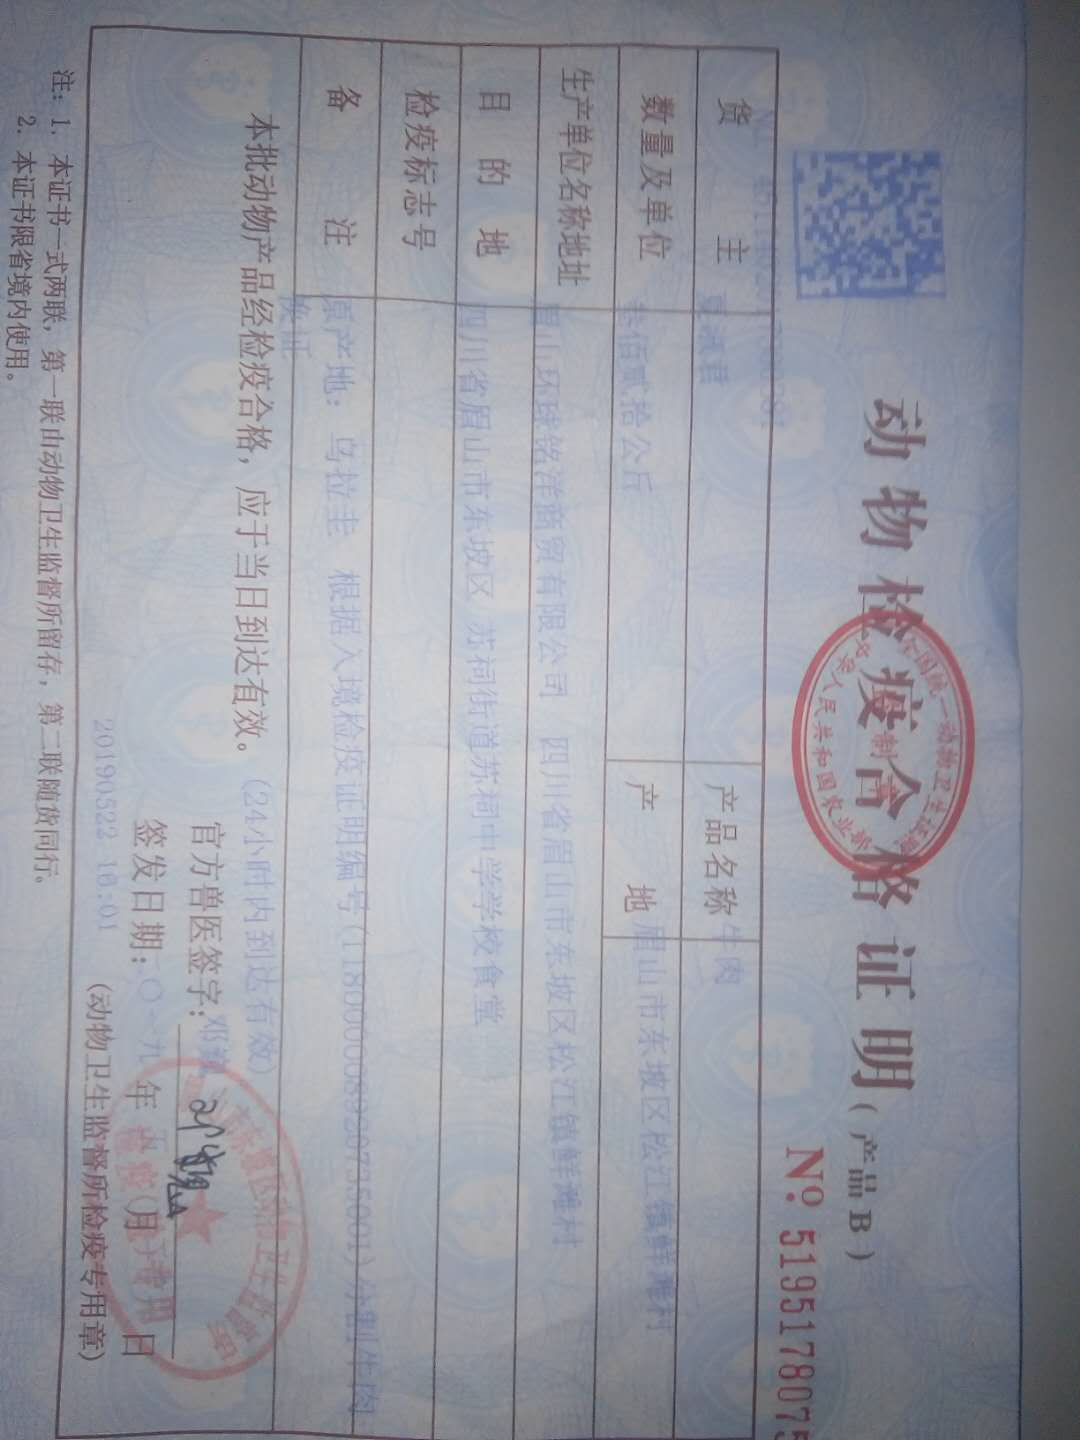 动物检疫合格证明(产品B)
No. 5195178075
货 主
产品名称 牛肉
数量及单位 叁佰贰拾公斤
产 地 眉山市东坡区松江镇鲜滩村
生产单位名称地址 眉山环球铭洋商贸有限公司 四川省眉山市东坡区松江镇鲜滩村
目的地 四川省眉山市东坡区 苏祠街道苏祠中学学校食堂
检疫标志号
备 注 原产地：乌拉圭 根据入境检疫证明编号(118000008920735001)分割牛肉
换证
本批动物产品经检疫合格，应于当日到达有效。(24小时内到达有效)
官方兽医签字：
签发日期：二〇一九年 月 日
20190522 10:01
(动物卫生监督所检疫专用章)
注：1. 本证书一式两联，第一联由动物卫生监督所留存，第二联随货同行。
2. 本证书限省境内使用。